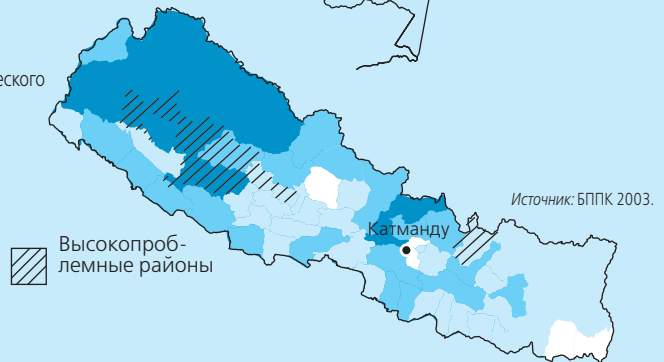 еского
Источник: БППК 2003.
Катманду
Высокопроб-
лемные районы